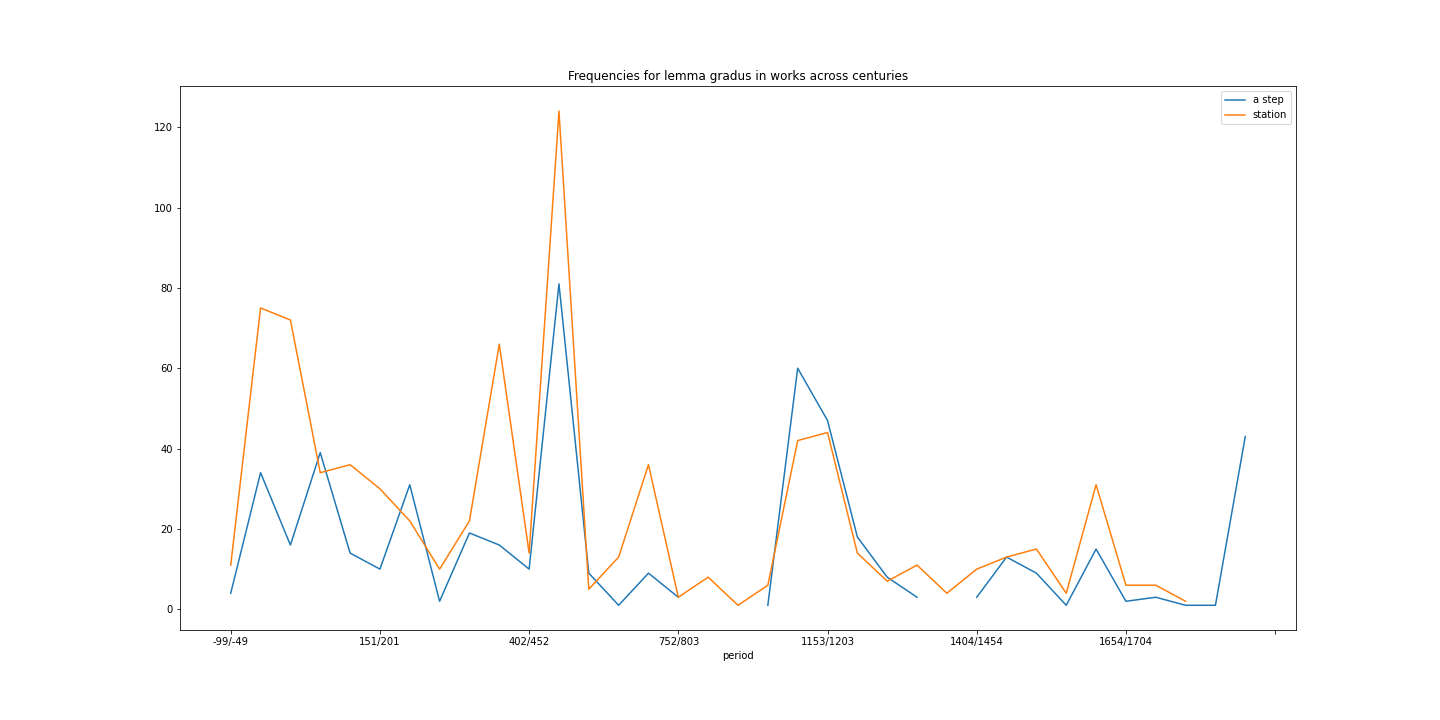 Frequencies for lemma gradus in works across centuries
a step
station
120
100
80
60
40
20
0
-99/-49 151/201 402/452 752/803 1153/1203 1404/1454 1654/1704
period